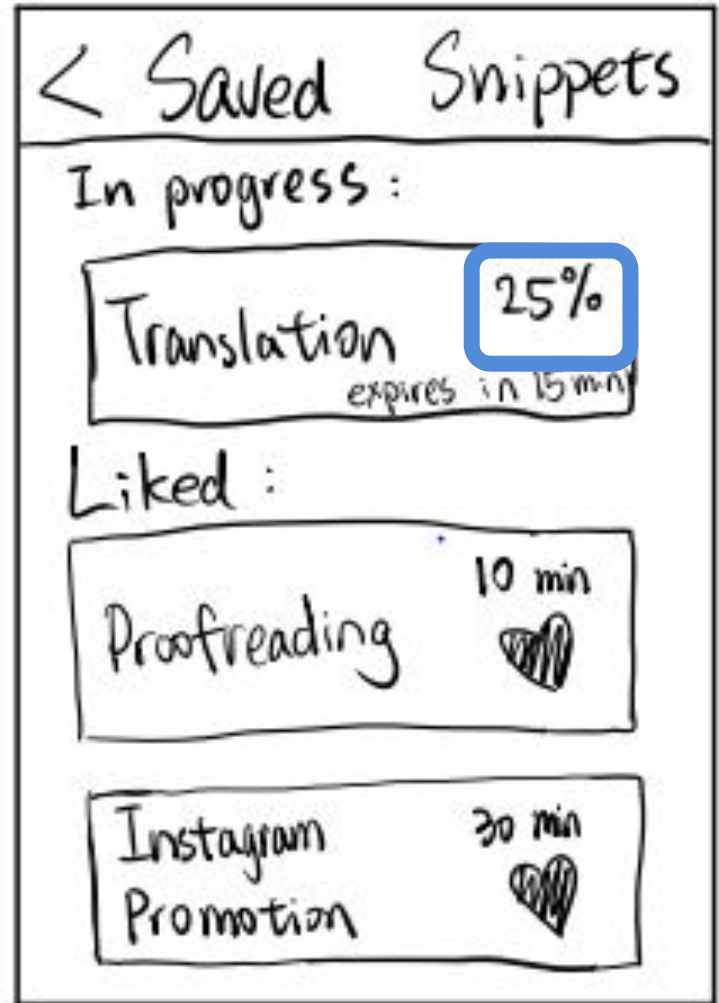 < Saved Snippets
In progress:
Translation
25%
expires in 15 min
Liked:
Proofreading
10 min
Instagram
Promotion
30 min